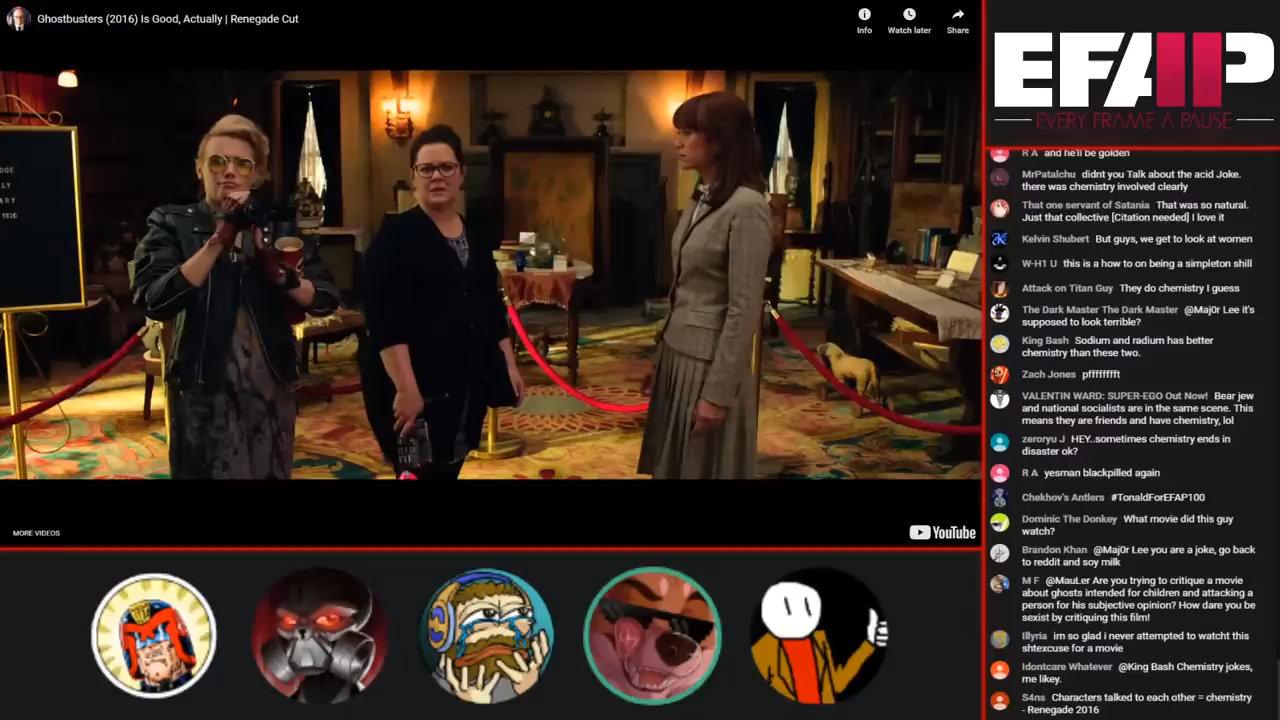 Ghostbusters (2016) Is Good, Actually | Renegade Cut
Info
Watch later
Share
DGE
LY
ARY
1930
MORE VIDEOS
YouTube
EFAP
EVERY FRAME A PAUSE
R A and he'll be golden
MrPatalchu didnt you Talk about the acid Joke.
there was chemistry involved clearly
That one servant of Satania That was so natural.
Just that collective [Citation needed] I love it
Kelvin Shubert But guys, we get to look at women
W-H1 U this is a how to on being a simpleton shill
Attack on Titan Guy They do chemistry I guess
The Dark Master The Dark Master @Maj0r Lee it's
supposed to look terrible?
King Bash Sodium and radium has better
chemistry than these two.
Zach Jones pffffffft
VALENTIN WARD: SUPER-EGO Out Now! Bear jew
and national socialists are in the same scene. This
means they are friends and have chemistry, lol
zeroryu J HEY..sometimes chemistry ends in
disaster ok?
R A yesman blackpilled again
Chekhov's Antlers #TonaldForEFAP100
Dominic The Donkey What movie did this guy
watch?
Brandon Khan @Maj0r Lee you are a joke, go back
to reddit and soy milk
M F @MauLer Are you trying to critique a movie
about ghosts intended for children and attacking a
person for his subjective opinion? How dare you be
sexist by critiquing this film!
Illyria im so glad i never attempted to watcht this
shtexcuse for a movie
Idontcare Whatever @King Bash Chemistry jokes,
me likey.
S4ns Characters talked to each other = chemistry
- Renegade 2016